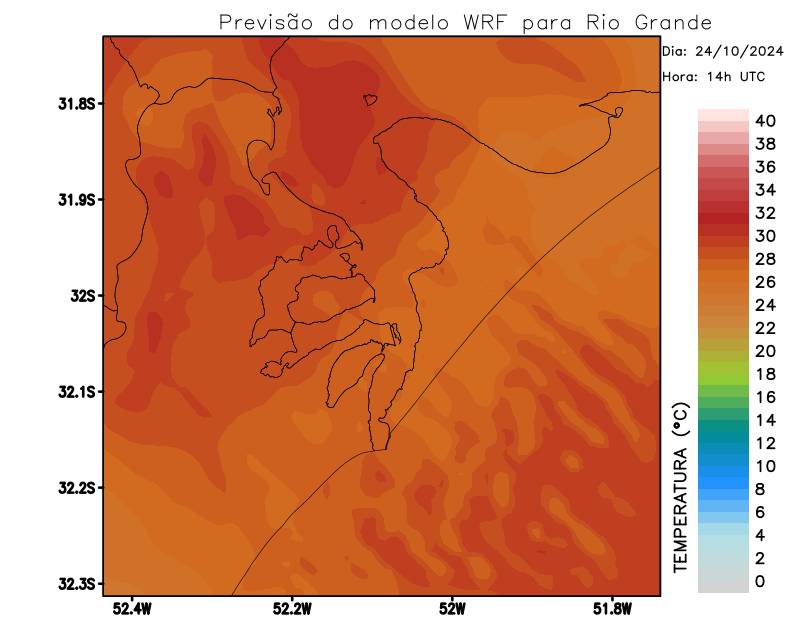 Previsão do modelo WRF para Rio Grande
Dia: 24/10/2024
Hora: 14h UTC
31.8S
31.9S
32S
32.1S
32.2S
32.3S
52.4W
52.2W
52W
51.8W
TEMPERATURA (°C)
40
38
36
34
32
30
28
26
24
22
20
18
16
14
12
10
8
6
4
2
0